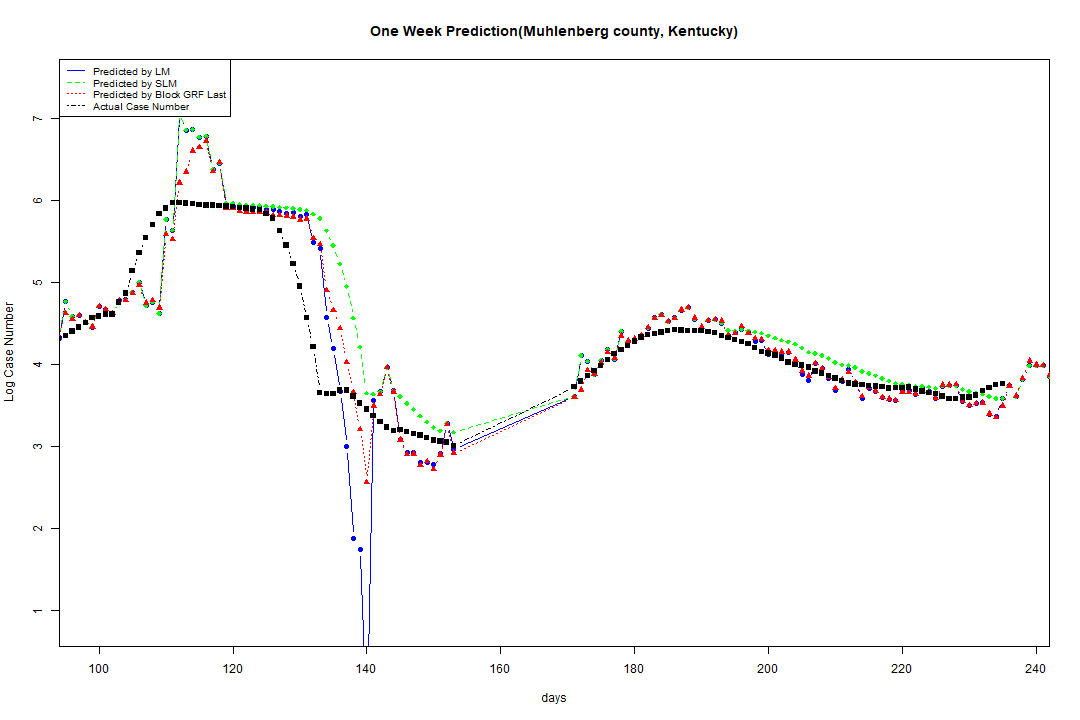 One Week Prediction(Muhlenberg county, Kentucky)
Predicted by LM
Predicted by SLM
Predicted by Block GRF Last
Actual Case Number
Log Case Number
7
6
5
4
3
2
1
100 120 140 160 180 200 220 240
days